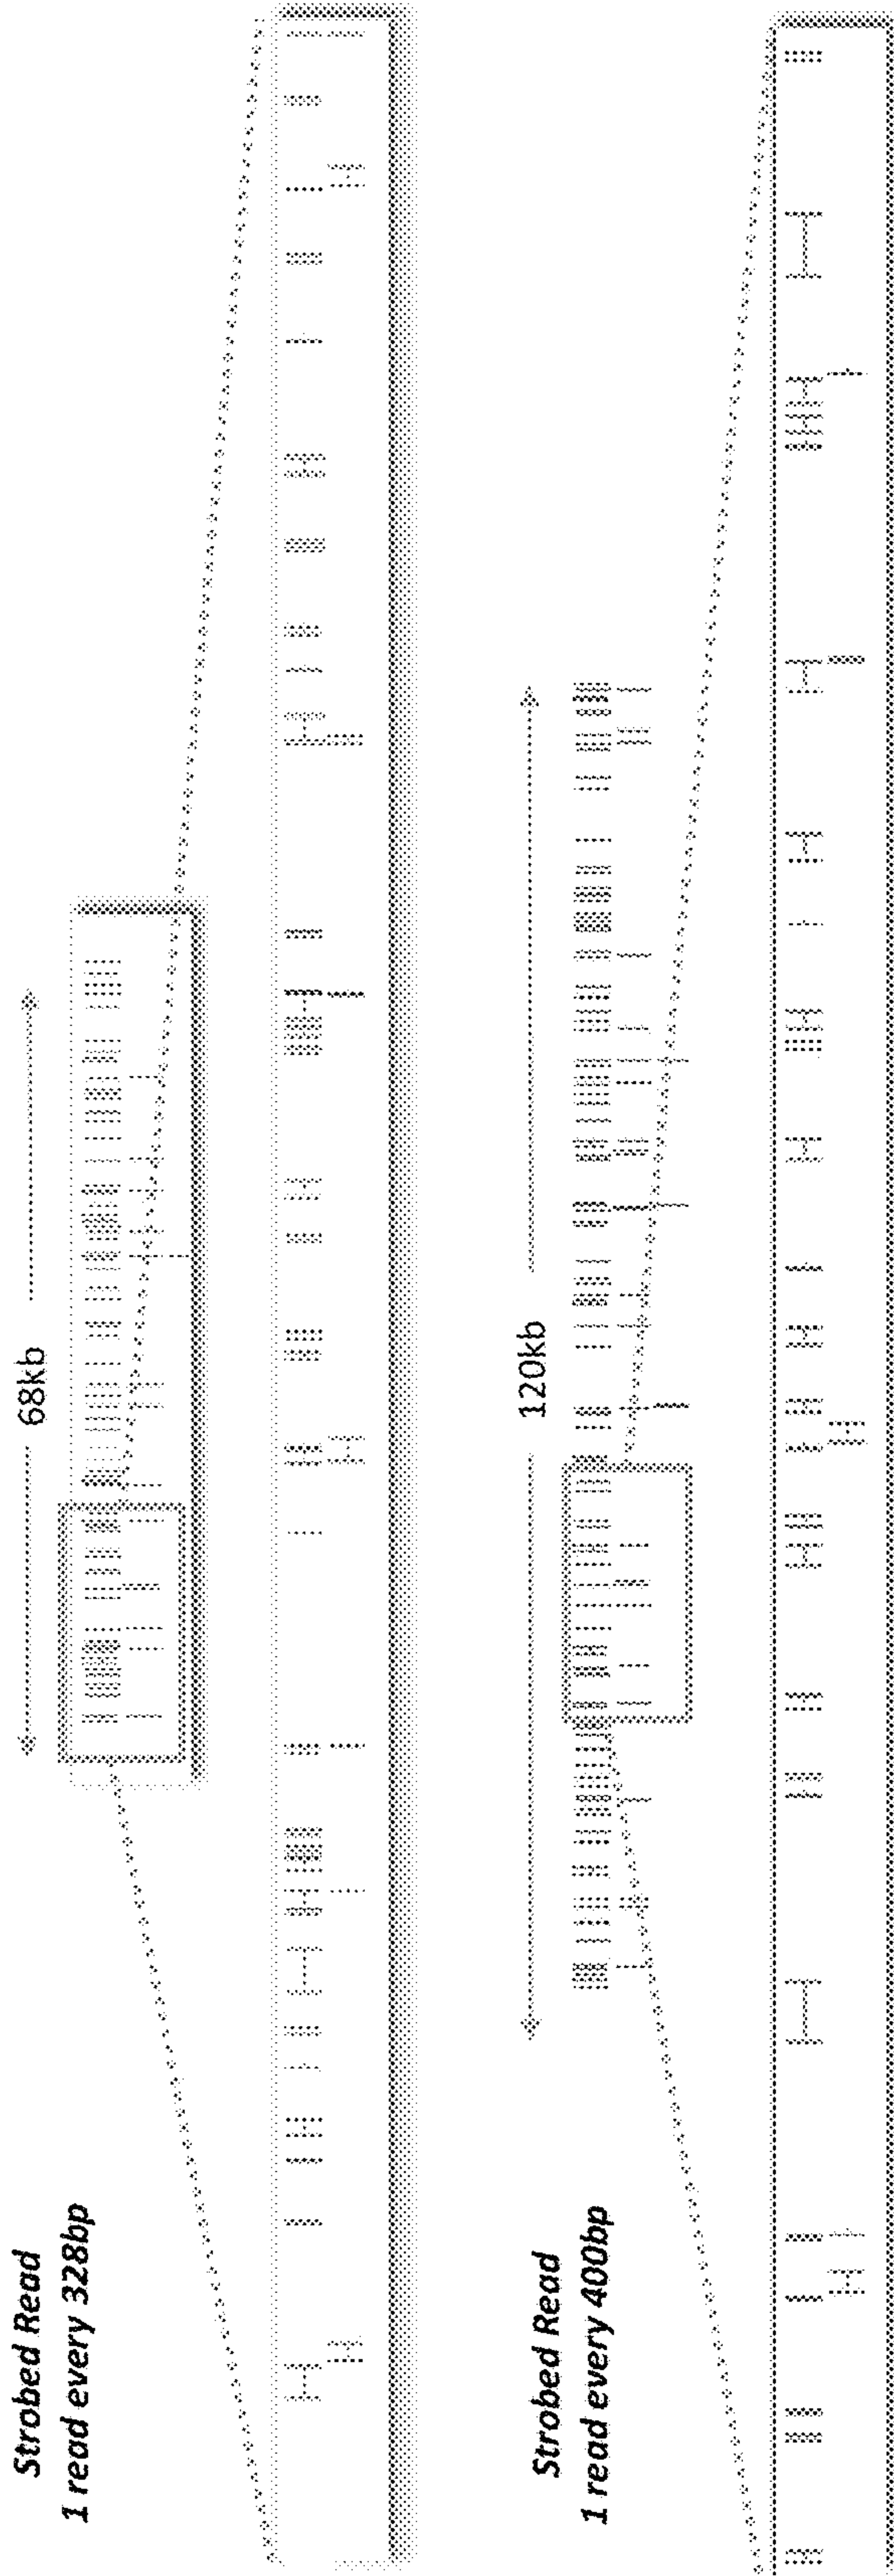 Strobed Read
1 read every 328bp
68kb
Strobed Read
1 read every 400bp
120kb